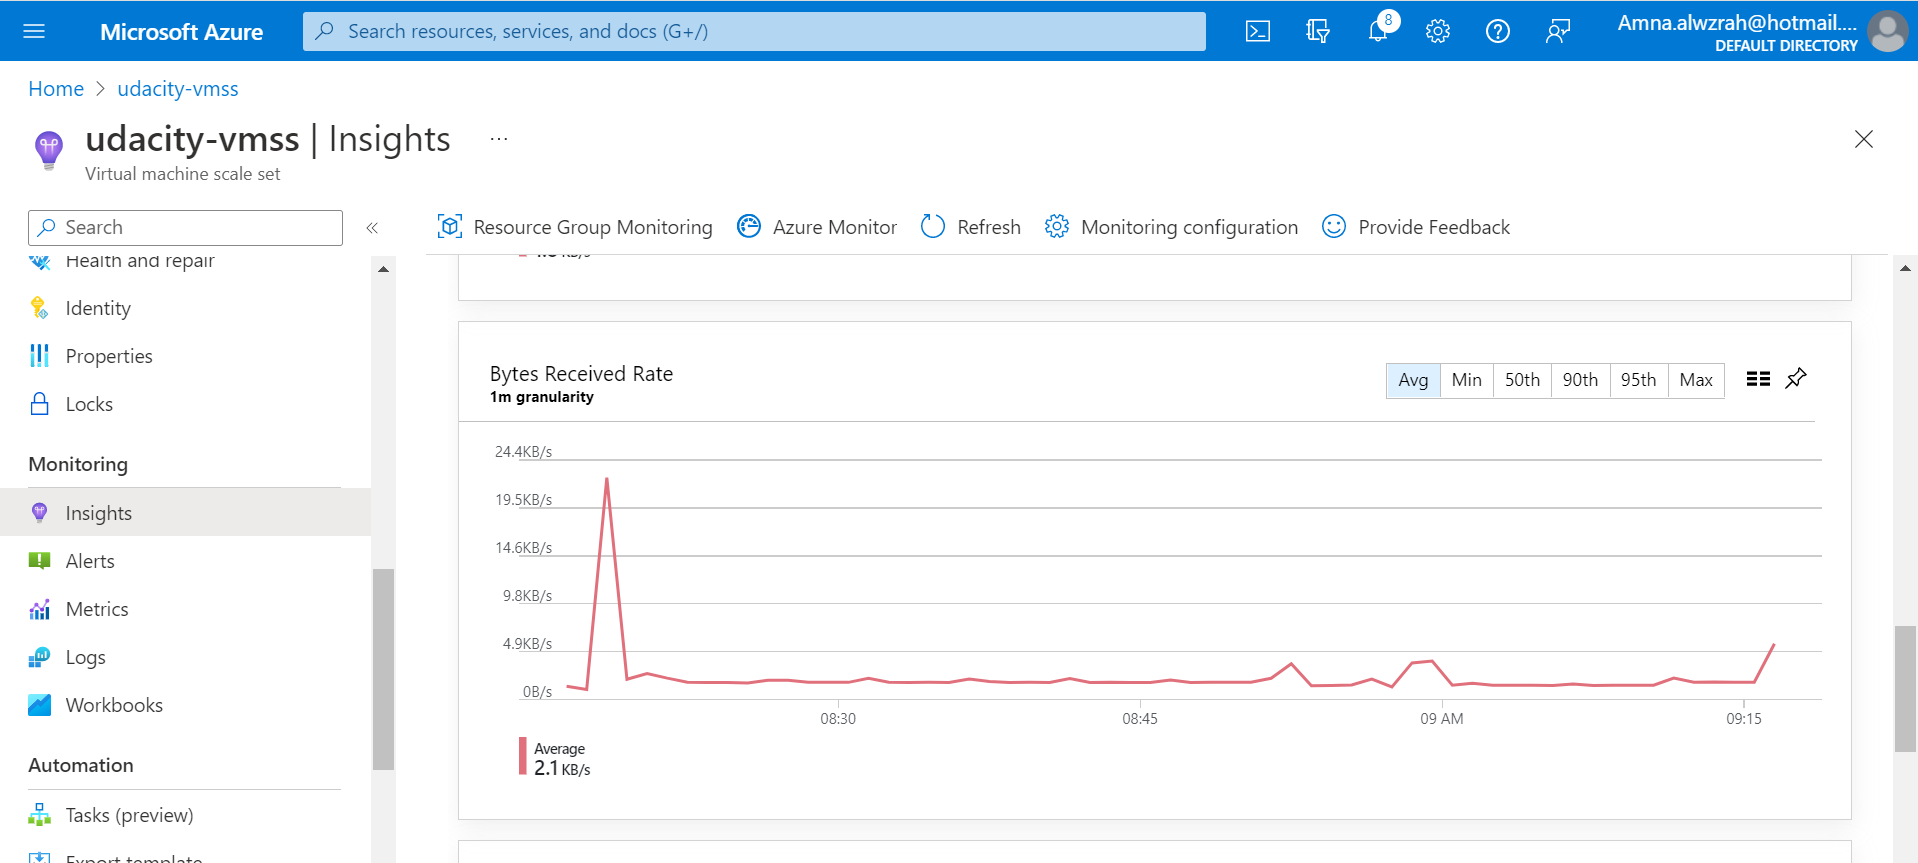 Microsoft Azure
Search resources, services, and docs (G+/)
8
Amna.alwzrah@hotmail....
DEFAULT DIRECTORY
Home > udacity-vmss
udacity-vmss | Insights ...
Virtual machine scale set
Search
«
Resource Group Monitoring
Azure Monitor
Refresh
Monitoring configuration
Provide Feedback
Health and repair
Identity
Properties
Locks
Monitoring
Insights
Alerts
Metrics
Logs
Workbooks
Automation
Tasks (preview)
Export template
KB/s
Bytes Received Rate
1m granularity
Avg Min 50th 90th 95th Max
24.4KB/s
19.5KB/s
14.6KB/s
9.8KB/s
4.9KB/s
0B/s
08:30 08:45 09 AM 09:15
Average
2.1 KB/s